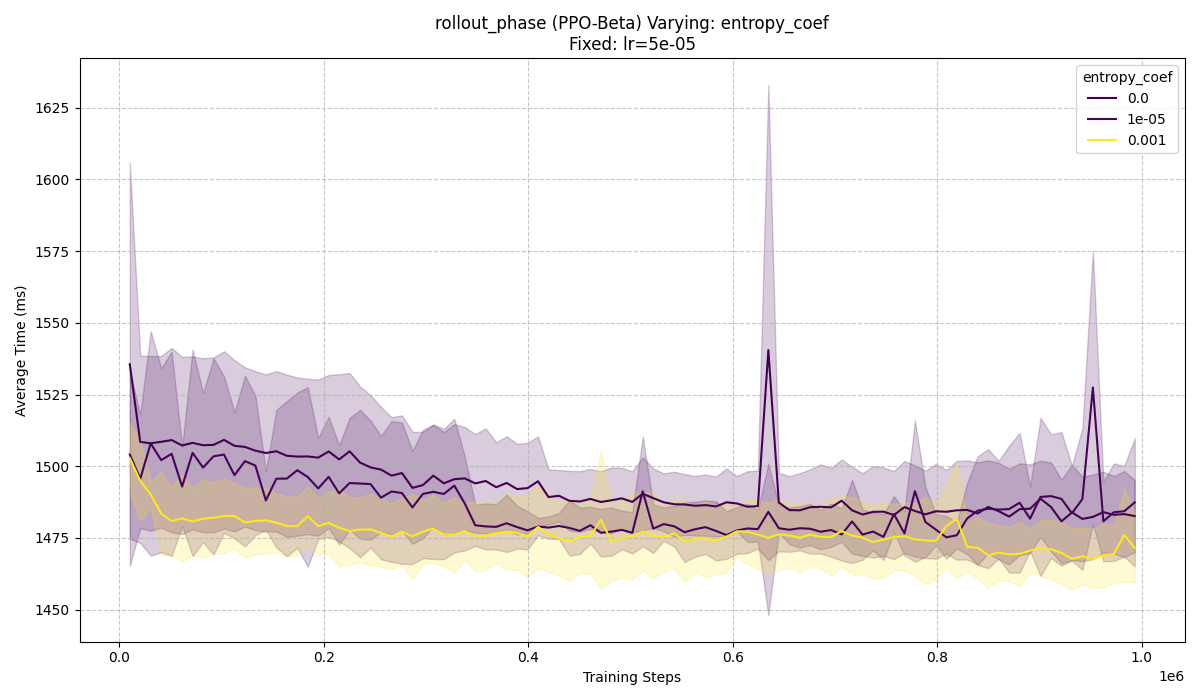 rollout_phase (PPO-Beta) Varying: entropy_coef
Fixed: lr=5e-05
entropy_coef
0.0
1e-05
0.001
Average Time (ms)
1625
1600
1575
1550
1525
1500
1475
1450
0.0
0.2
0.4
0.6
0.8
1.0
1e6
Training Steps